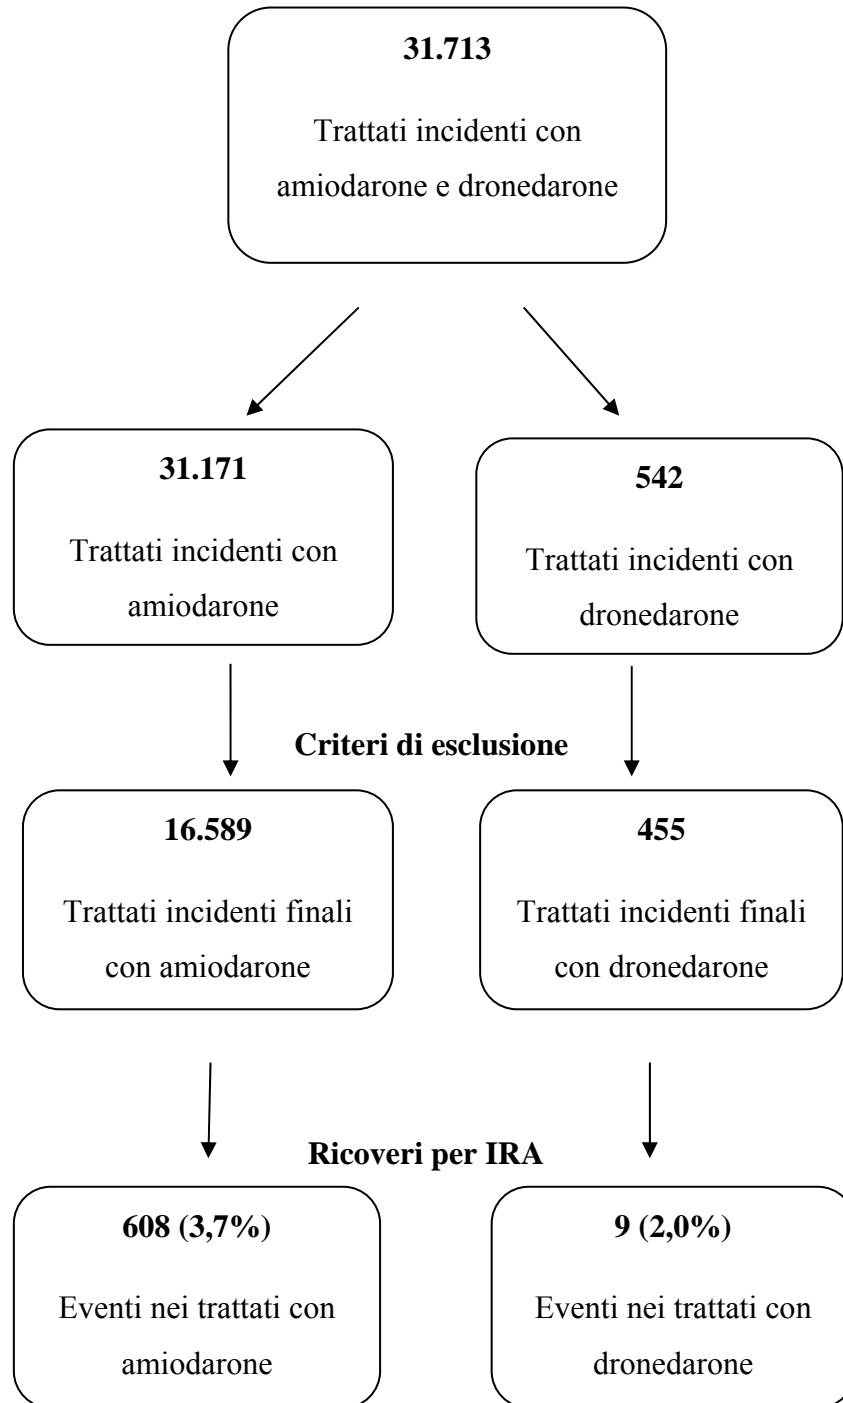 31.713
Trattati incidenti con
amiodarone e dronedarone
31.171
Trattati incidenti con
amiodarone
542
Trattati incidenti con
dronedarone
Criteri di esclusione
16.589
Trattati incidenti finali
con amiodarone
455
Trattati incidenti finali
con dronedarone
Ricoveri per IRA
608 (3,7%)
Eventi nei trattati con
amiodarone
9 (2,0%)
Eventi nei trattati con
dronedarone